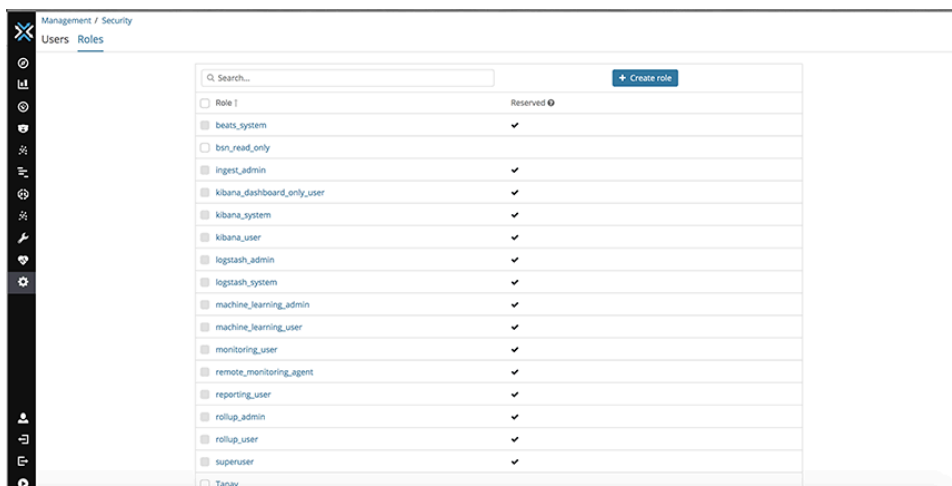 Management / Security
Users Roles
Search...
+ Create role
Role Reserved
beats_system
bsn_read_only
ingest_admin
kibana_dashboard_only_user
kibana_system
kibana_user
logstash_admin
logstash_system
machine_learning_admin
machine_learning_user
monitoring_user
remote_monitoring_agent
reporting_user
rollup_admin
rollup_user
superuser
Tanay